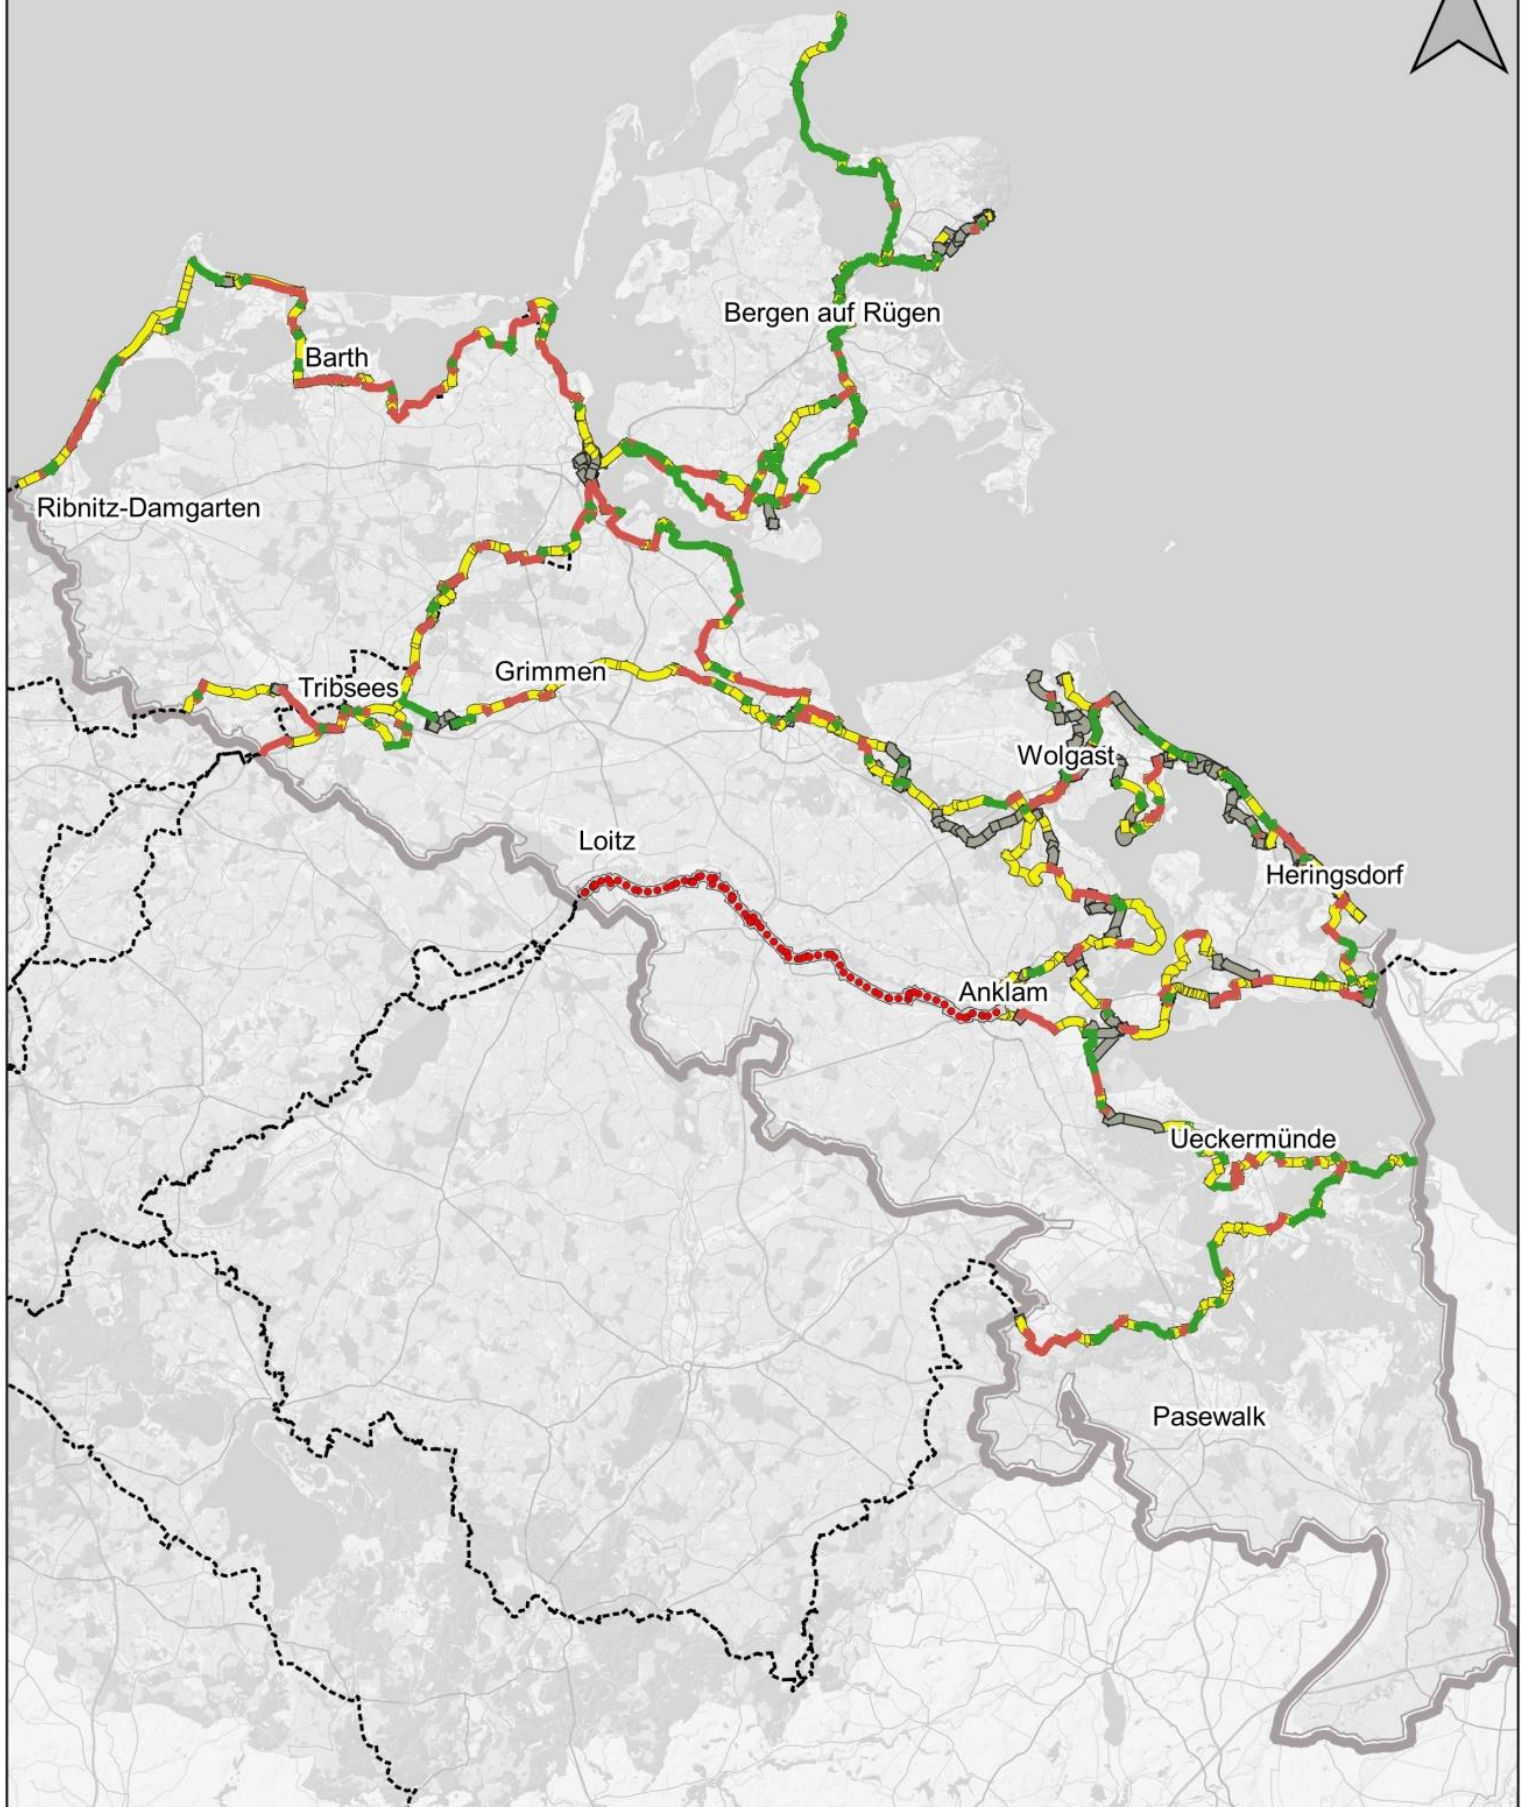 Bergen auf Rügen
Barth
Ribnitz-Damgarten
Grimmen
Tribsees
Wolgast
Loitz
Heringsdorf
Anklam
Ueckermünde
Pasewalk